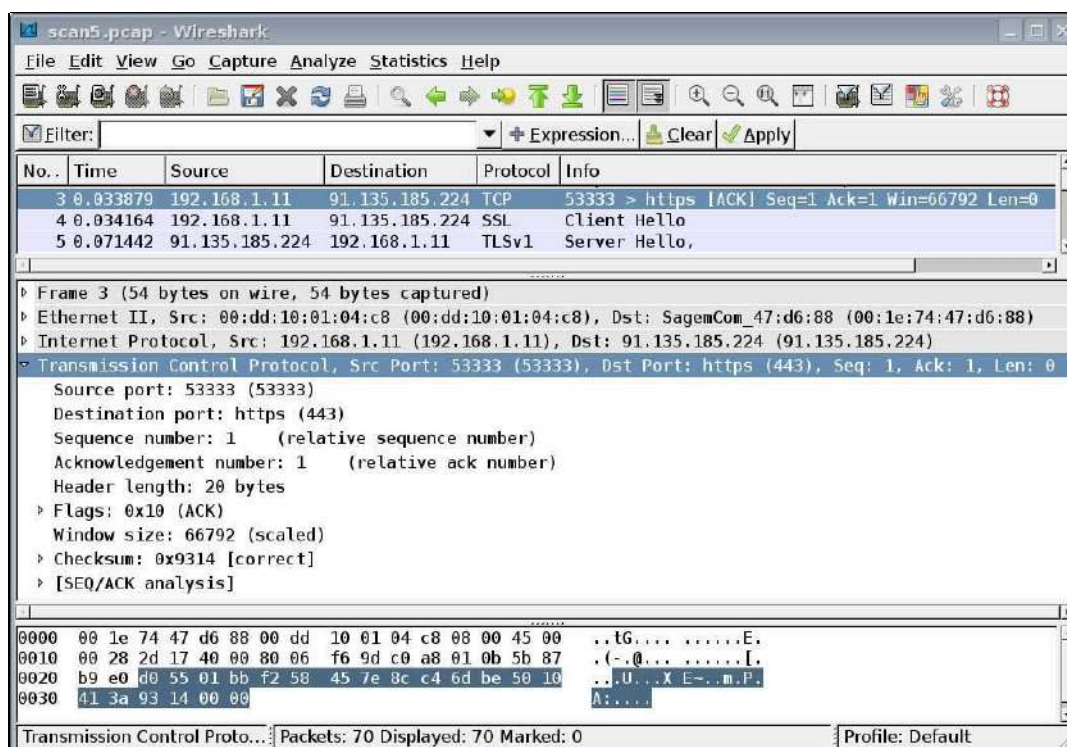 scan5.pcap - Wireshark
File Edit View Go Capture Analyze Statistics Help
Filter: Expression... Clear Apply
No.. Time Source Destination Protocol Info
3 0.033879 192.168.1.11 91.135.185.224 TCP 53333 > https [ACK] Seq=1 Ack=1 Win=66792 Len=0
4 0.034164 192.168.1.11 91.135.185.224 SSL Client Hello
5 0.071442 91.135.185.224 192.168.1.11 TLSv1 Server Hello,
Frame 3 (54 bytes on wire, 54 bytes captured)
Ethernet II, Src: 00:dd:10:01:04:c8 (00:dd:10:01:04:c8), Dst: SagemCom_47:d6:88 (00:1e:74:47:d6:88)
Internet Protocol, Src: 192.168.1.11 (192.168.1.11), Dst: 91.135.185.224 (91.135.185.224)
Transmission Control Protocol, Src Port: 53333 (53333), Dst Port: https (443), Seq: 1, Ack: 1, Len: 0
Source port: 53333 (53333)
Destination port: https (443)
Sequence number: 1 (relative sequence number)
Acknowledgement number: 1 (relative ack number)
Header length: 20 bytes
Flags: 0x10 (ACK)
Window size: 66792 (scaled)
Checksum: 0x9314 [correct]
[SEQ/ACK analysis]
0000 00 1e 74 47 d6 88 00 dd 10 01 04 c8 08 00 45 00 ..tG.... ......E.
0010 00 28 2d 17 40 00 80 06 f6 9d c0 a8 01 0b 5b 87 .(-.@... ......[.
0020 b9 e0 d0 55 01 bb f2 58 45 7e 8c c4 6d be 50 10 ...U...X E~..m.P.
0030 41 3a 93 14 00 00 A:....
Transmission Control Proto... Packets: 70 Displayed: 70 Marked: 0 Profile: Default